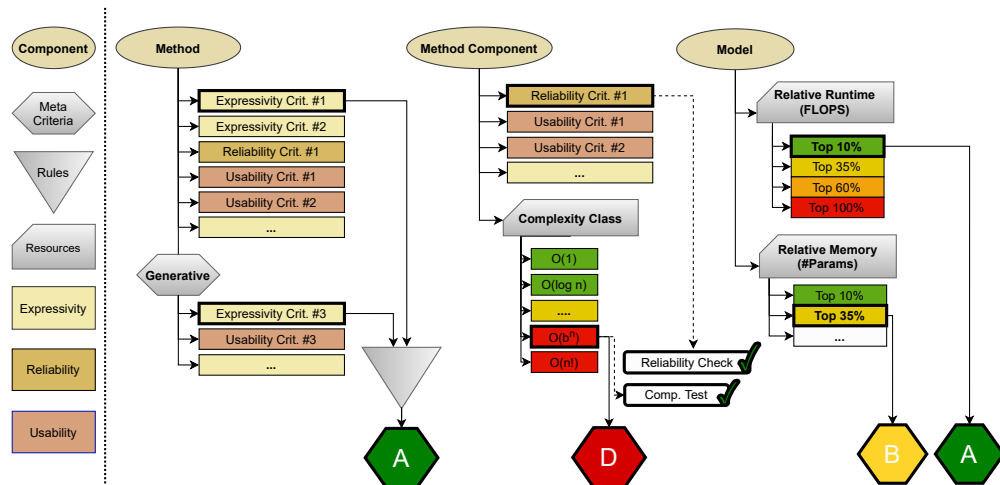 Component
Meta
Criteria
Rules
Resources
Expressivity
Reliability
Usability
Method
Expressivity Crit. #1
Expressivity Crit. #2
Reliability Crit. #1
Usability Crit. #1
Usability Crit. #2
...
Generative
Expressivity Crit. #3
Usability Crit. #3
...
A
Method Component
Reliability Crit. #1
Usability Crit. #1
Usability Crit. #2
...
Complexity Class
O(1)
O(log n)
....
O(bⁿ)
O(n!)
Reliability Check
Comp. Test
D
Model
Relative Runtime
(FLOPS)
Top 10%
Top 35%
Top 60%
Top 100%
Relative Memory
(#Params)
Top 10%
Top 35%
...
B
A